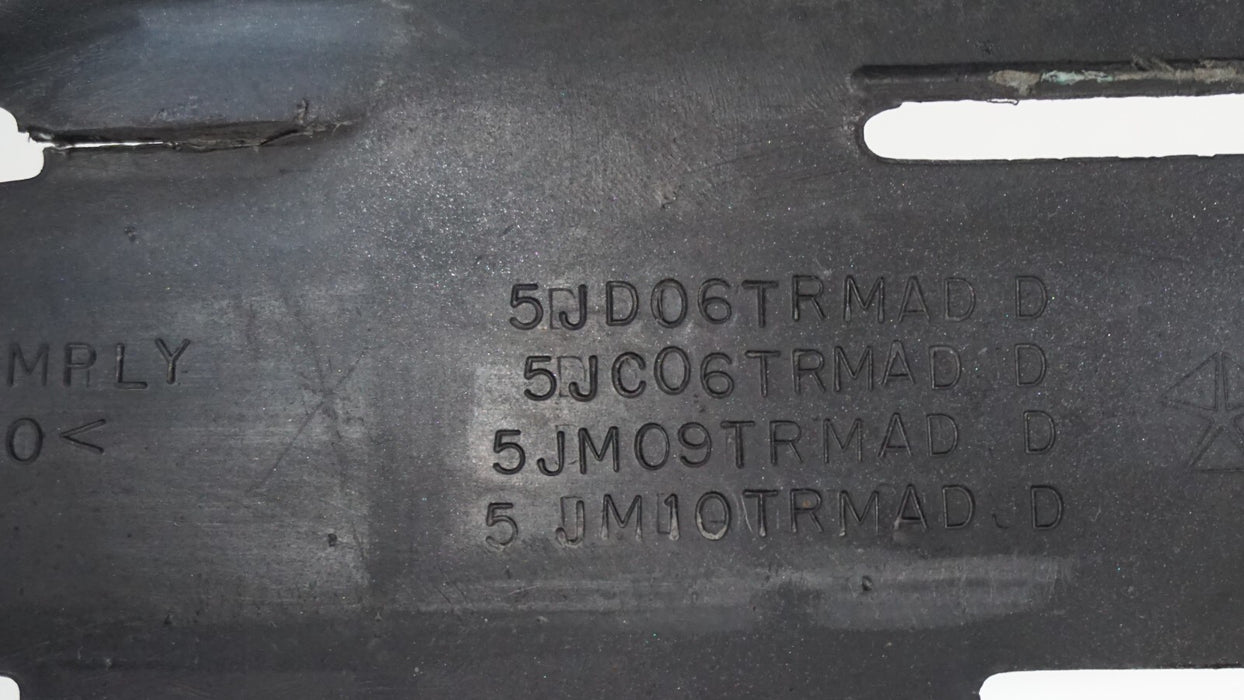 MPLY
0<
5JD06TRMAD D
5JC06TRMAD D
5JM09TRMAD D
5 JM10TRMAD. D